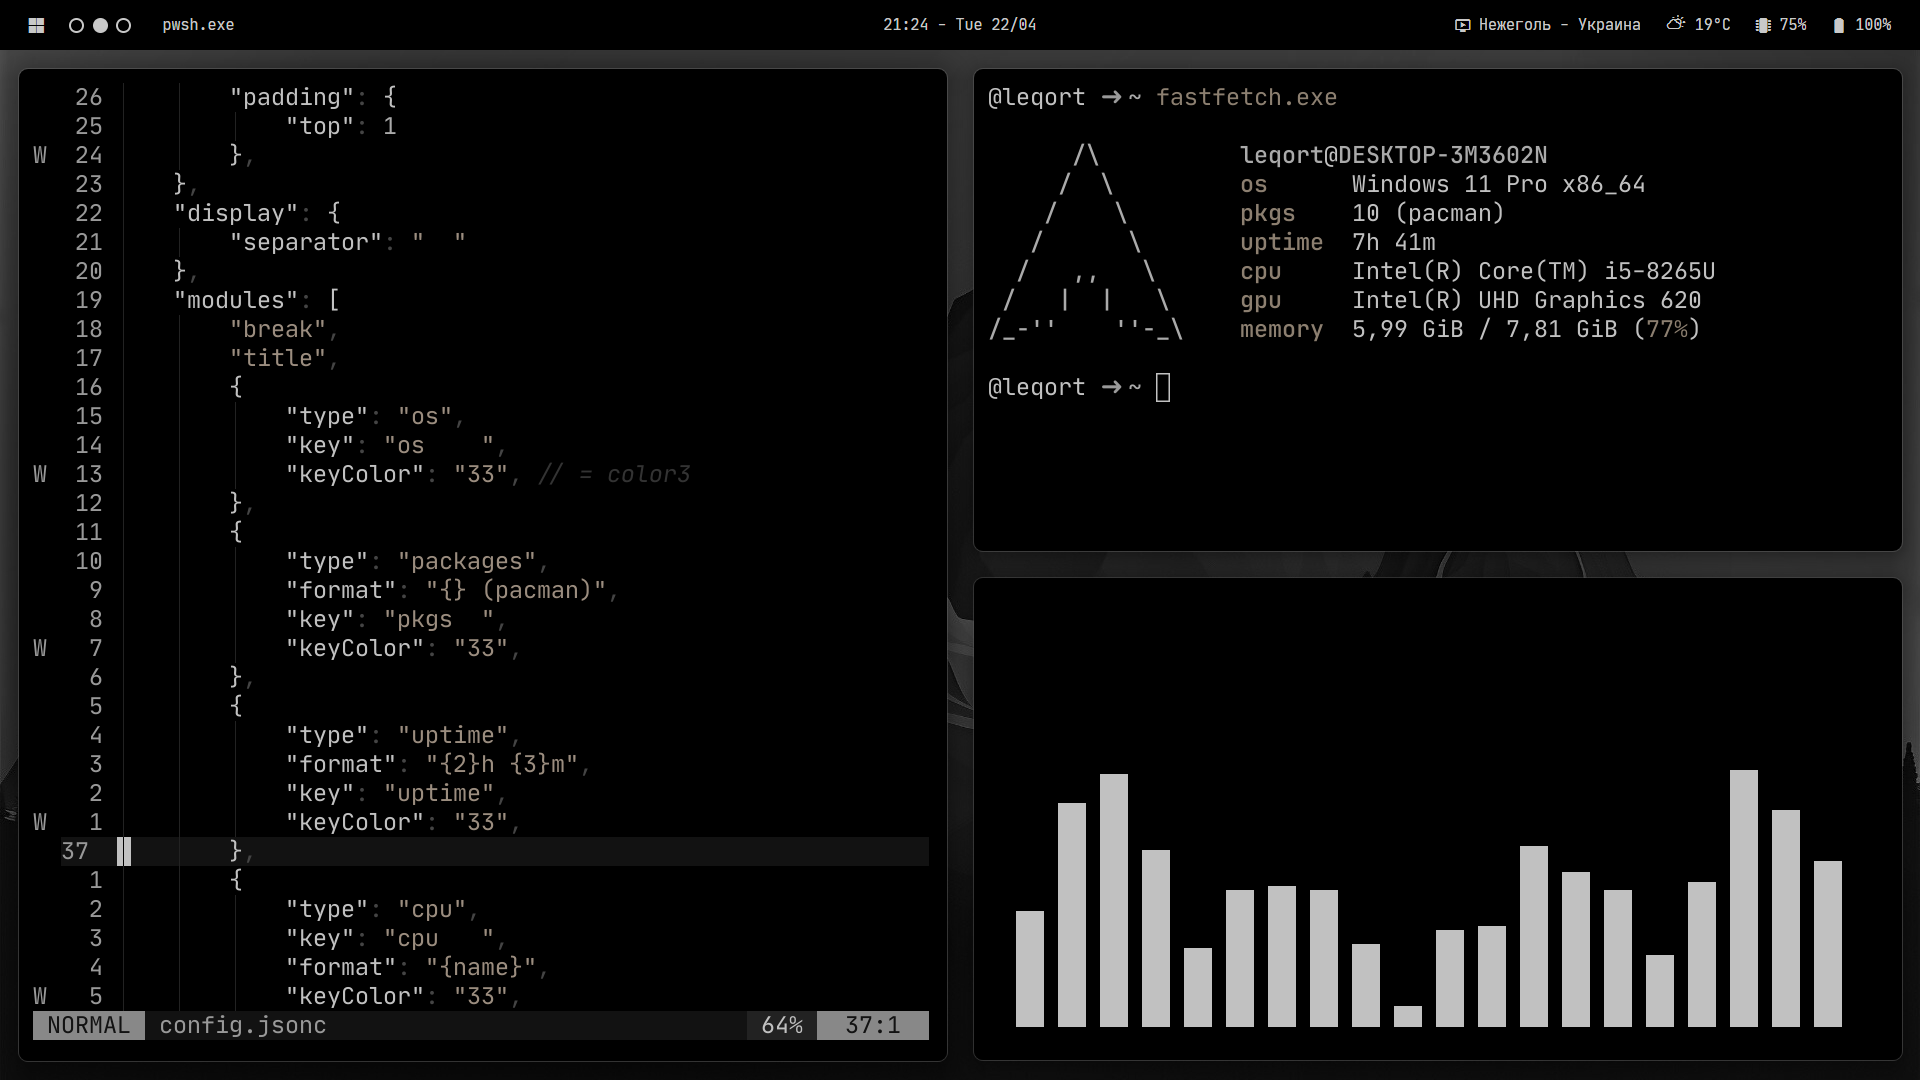 pwsh.exe
21:24 - Tue 22/04
Нежеголь - Украина
19°C
75%
100%
26 "padding": {
25 "top": 1
W 24 },
23 },
22 "display": {
21 "separator": "  "
20 },
19 "modules": [
18 "break",
17 "title",
16 {
15 "type": "os",
14 "key": "os    ",
W 13 "keyColor": "33", // = color3
12 },
11 {
10 "type": "packages",
9 "format": "{} (pacman)",
8 "key": "pkgs  ",
W 7 "keyColor": "33",
6 },
5 {
4 "type": "uptime",
3 "format": "{2}h {3}m",
2 "key": "uptime",
W 1 "keyColor": "33",
37 },
1 {
2 "type": "cpu",
3 "key": "cpu   ",
4 "format": "{name}",
W 5 "keyColor": "33",
NORMAL config.jsonc 64% 37:1
@leqort ➜ ~ fastfetch.exe
leqort@DESKTOP-3M3602N
os Windows 11 Pro x86_64
pkgs 10 (pacman)
uptime 7h 41m
cpu Intel(R) Core(TM) i5-8265U
gpu Intel(R) UHD Graphics 620
memory 5,99 GiB / 7,81 GiB (77%)
@leqort ➜ ~